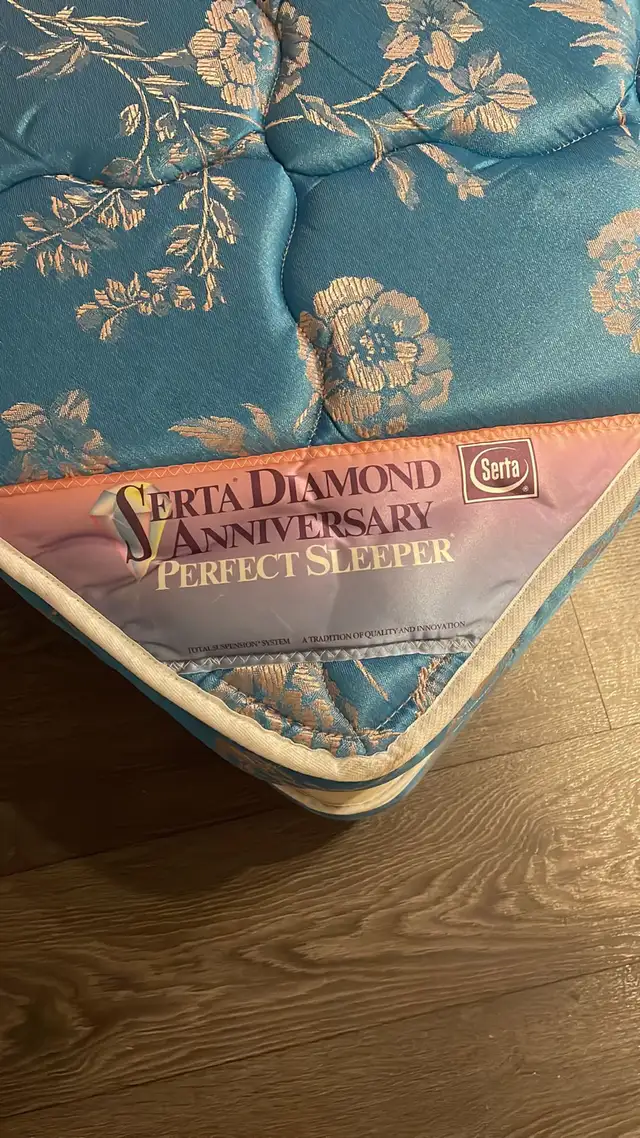 SERTA® DIAMOND
ANNIVERSARY
PERFECT SLEEPER®
Serta®
TOTAL SUSPENSION® SYSTEM A TRADITION OF QUALITY AND INNOVATION